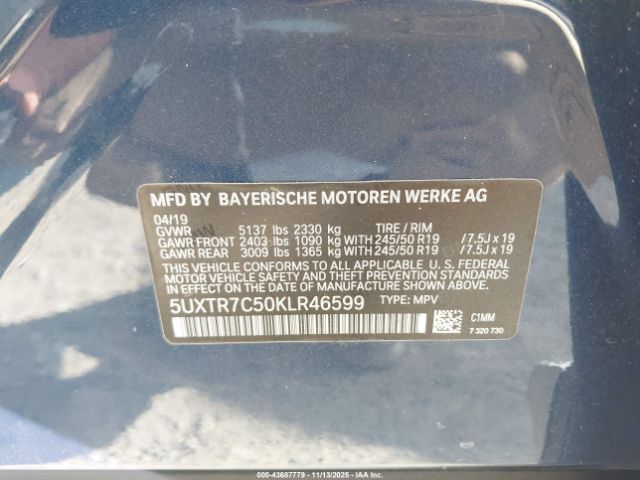 MFD BY BAYERISCHE MOTOREN WERKE AG
04/19
GVWR 5137 lbs 2330 kg TIRE / RIM
GAWR FRONT 2403 lbs 1090 kg WITH 245/50 R19 / 7.5J x 19
GAWR REAR 3009 lbs 1365 kg WITH 245/50 R19 / 7.5J x 19
THIS VEHICLE CONFORMS TO ALL APPLICABLE U.S. FEDERAL
MOTOR VEHICLE SAFETY AND THEFT PREVENTION STANDARDS
IN EFFECT ON THE DATE OF MANUFACTURE SHOWN ABOVE.
5UXTR7C50KLR46599 TYPE: MPV
C1MM
7 320 730
000-43687779 - 11/13/2025 - IAA Inc.